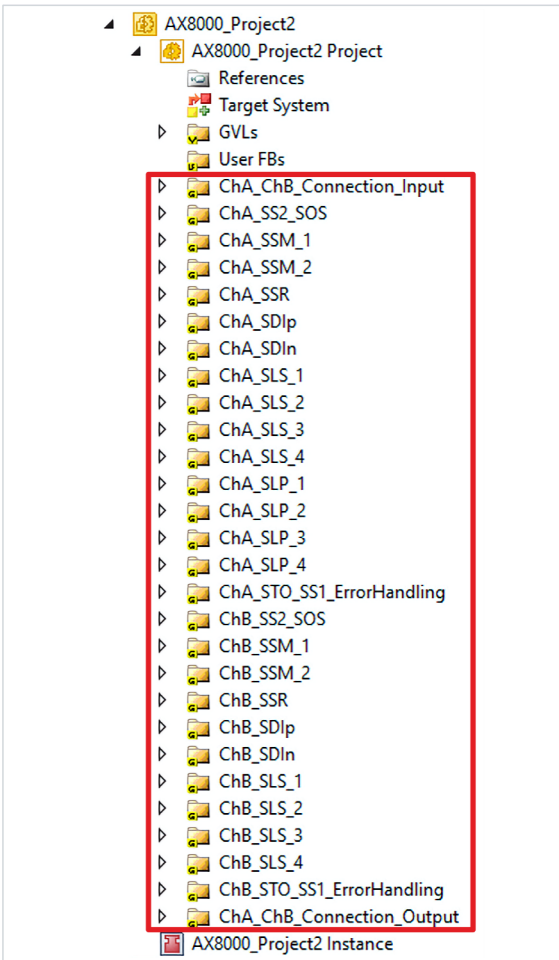 AX8000_Project2
AX8000_Project2 Project
References
Target System
GVLs
User FBs
ChA_ChB_Connection_Input
ChA_SS2_SOS
ChA_SSM_1
ChA_SSM_2
ChA_SSR
ChA_SDIp
ChA_SDIn
ChA_SLS_1
ChA_SLS_2
ChA_SLS_3
ChA_SLS_4
ChA_SLP_1
ChA_SLP_2
ChA_SLP_3
ChA_SLP_4
ChA_STO_SS1_ErrorHandling
ChB_SS2_SOS
ChB_SSM_1
ChB_SSM_2
ChB_SSR
ChB_SDIp
ChB_SDIn
ChB_SLS_1
ChB_SLS_2
ChB_SLS_3
ChB_SLS_4
ChB_STO_SS1_ErrorHandling
ChA_ChB_Connection_Output
AX8000_Project2 Instance